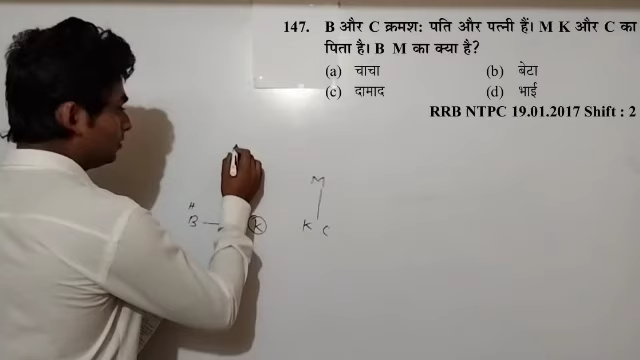 147. B और C क्रमशः पति और पत्नी हैं। M K और C का
पिता है। B M का क्या है?
(a) चाचा (b) बेटा
(c) दामाद (d) भाई
RRB NTPC 19.01.2017 Shift : 2
M
H
B — K
K C